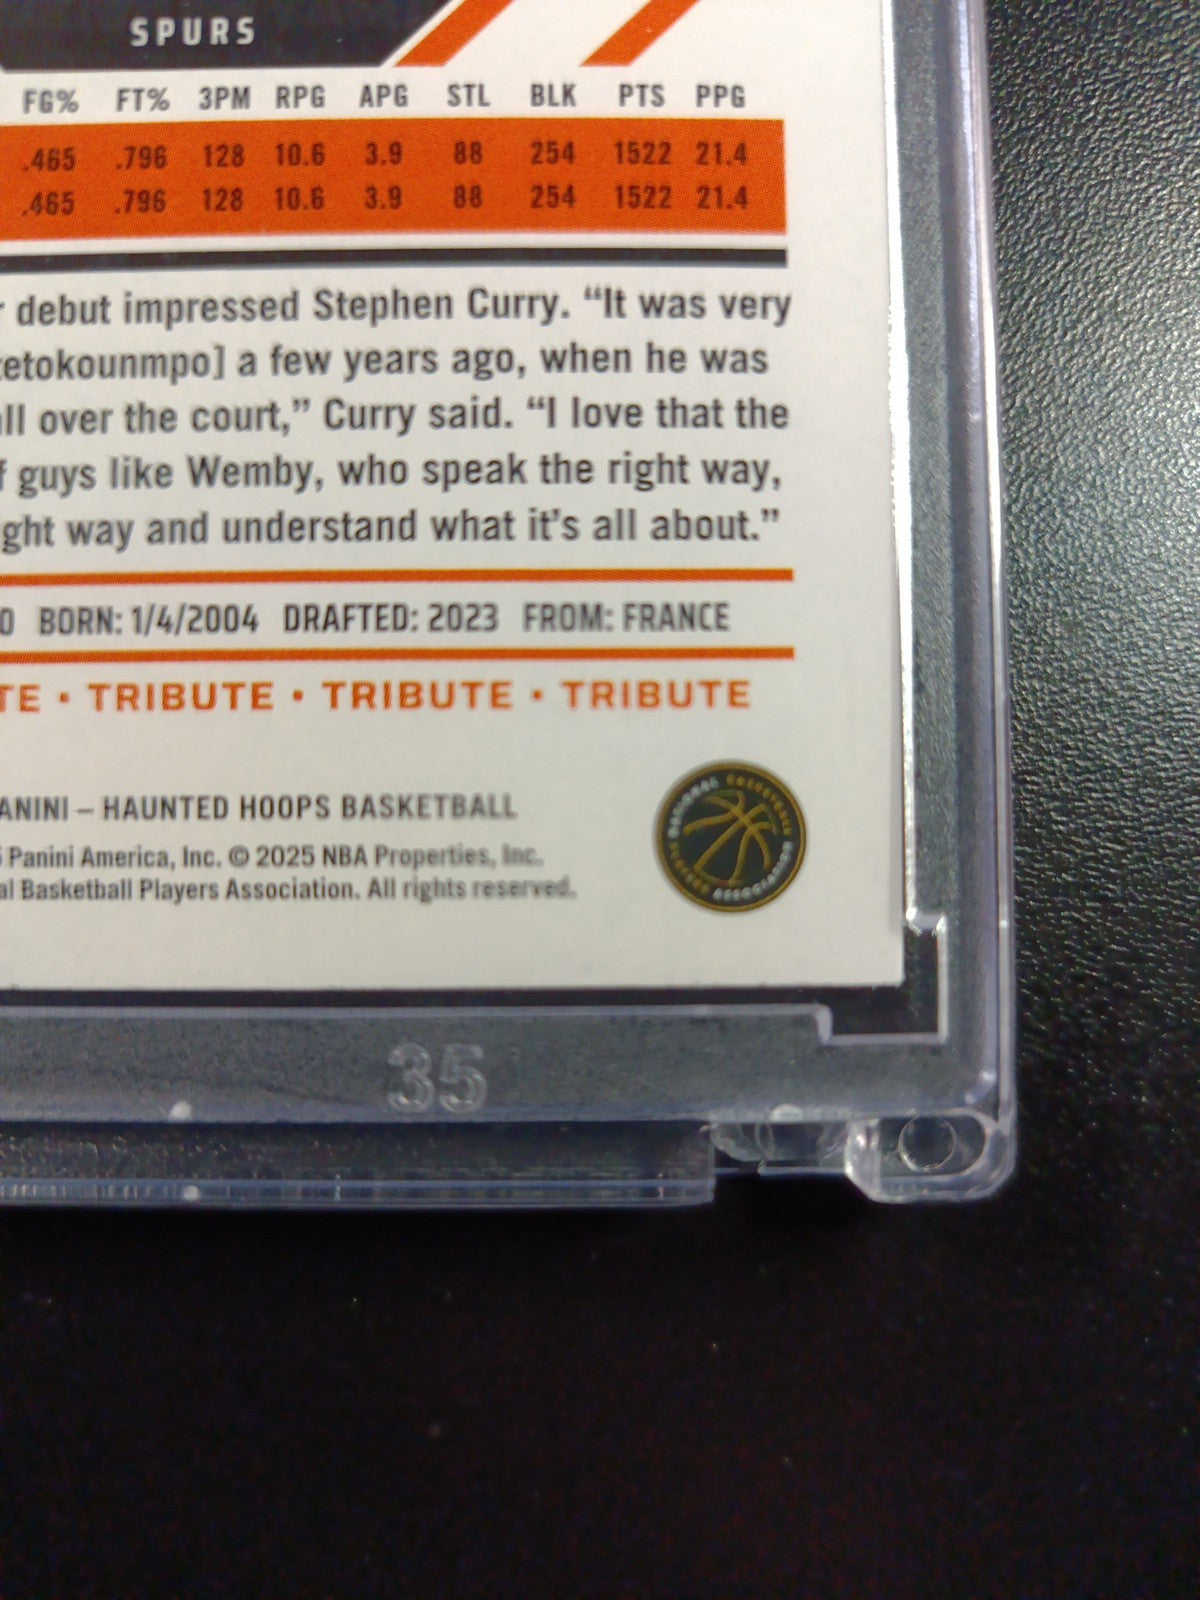 SPURS
FG% FT% 3PM RPG APG STL BLK PTS PPG
.465 .796 128 10.6 3.9 88 254 1522 21.4
.465 .796 128 10.6 3.9 88 254 1522 21.4
r debut impressed Stephen Curry. “It was very
etokounmpo] a few years ago, when he was
ll over the court,” Curry said. “I love that the
f guys like Wemby, who speak the right way,
ght way and understand what it’s all about.”
0 BORN: 1/4/2004 DRAFTED: 2023 FROM: FRANCE
TE • TRIBUTE • TRIBUTE • TRIBUTE
ANINI – HAUNTED HOOPS BASKETBALL
Panini America, Inc. © 2025 NBA Properties, Inc.
al Basketball Players Association. All rights reserved.
NATIONAL BASKETBALL
PLAYERS ASSOCIATION
35